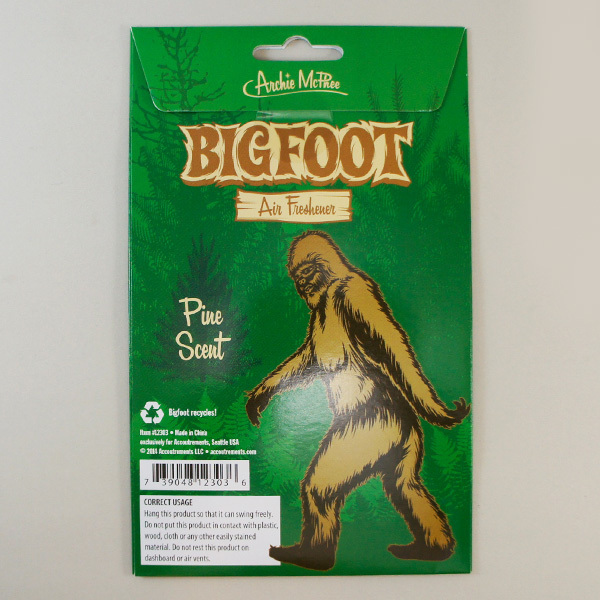 Archie McPhee
BIGFOOT
Air Freshener
Pine
Scent
Bigfoot recycles!
Item #12303 • Made in China
exclusively for Accoutrements, Seattle USA
© 2014 Accoutrements LLC • accoutrements.com
7 39048 12303 6
CORRECT USAGE
Hang this product so that it can swing freely.
Do not put this product in contact with plastic,
wood, cloth or any other easily stained
material. Do not rest this product on
dashboard or air vents.